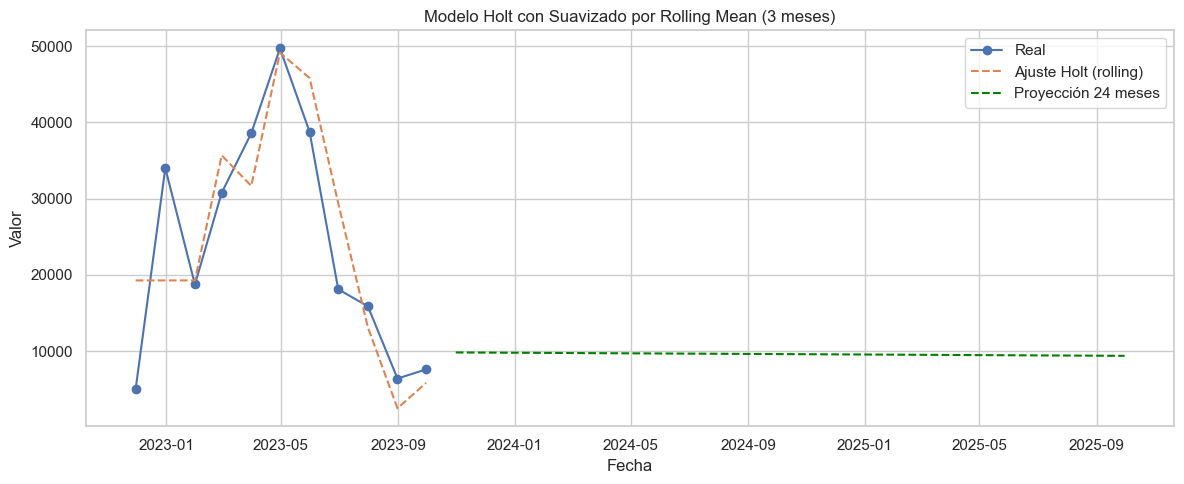 Modelo Holt con Suavizado por Rolling Mean (3 meses)
Real
Ajuste Holt (rolling)
Proyección 24 meses
50000
40000
30000
20000
10000
Valor
2023-01 2023-05 2023-09 2024-01 2024-05 2024-09 2025-01 2025-05 2025-09
Fecha